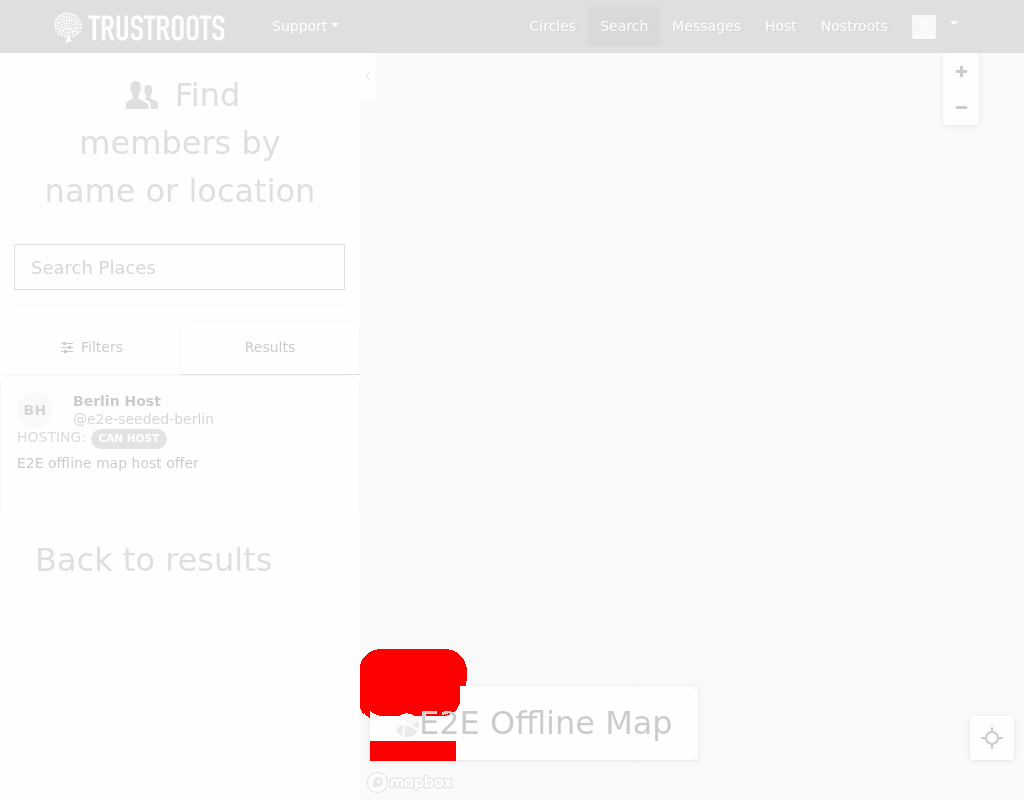 TRUSTROOTS
Support
Circles
Search
Messages
Host
Nostroots
Find
members by
name or location
Search Places
Filters
Results
BH
Berlin Host
@e2e-seeded-berlin
HOSTING: CAN HOST
E2E offline map host offer
Back to results
E2E Offline Map
mapbox